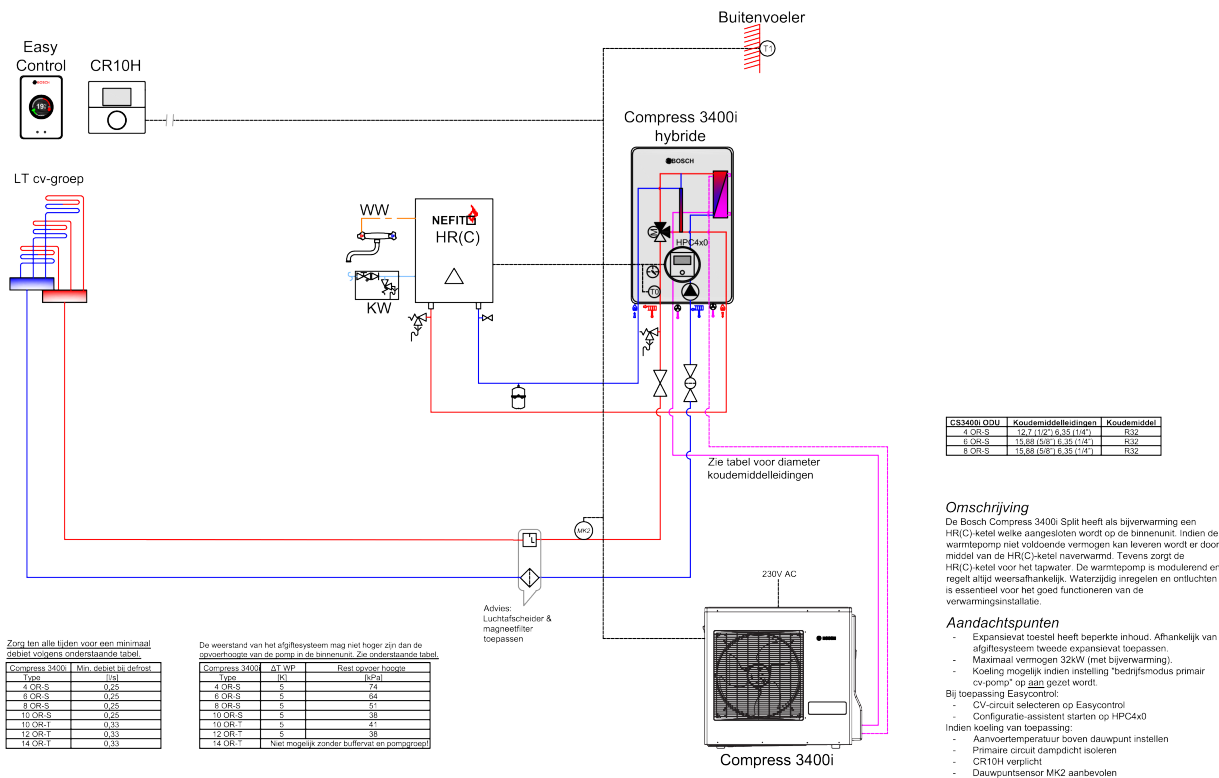 Buitenvoeler
T1
Easy
Control
CR10H
BOSCH
19
Compress 3400i
hybride
BOSCH
LT cv-groep
WW
NEFIT
HR(C)
KW
M
HPC4x0
T0
Zie tabel voor diameter
koudemiddelleidingen
MK2
CS3400i ODU Koudemiddelleidingen Koudemiddel
4 OR-S 12,7 (1/2") 6,35 (1/4") R32
6 OR-S 15,88 (5/8") 6,35 (1/4") R32
8 OR-S 15,88 (5/8") 6,35 (1/4") R32
Omschrijving
De Bosch Compress 3400i Split heeft als bijverwarming een
HR(C)-ketel welke aangesloten wordt op de binnenunit. Indien de
warmtepomp niet voldoende vermogen kan leveren wordt er door
middel van de HR(C)-ketel naverwarmd. Tevens zorgt de
HR(C)-ketel voor het tapwater. De warmtepomp is modulerend en
regelt altijd weersafhankelijk. Waterzijdig inregelen en ontluchten
is essentieel voor het goed functioneren van de
verwarmingsinstallatie.
Aandachtspunten
- Expansievat toestel heeft beperkte inhoud. Afhankelijk van
afgiftesysteem tweede expansievat toepassen.
- Maximaal vermogen 32kW (met bijverwarming).
- Koeling mogelijk indien instelling "bedrijfsmodus primair
cv-pomp" op aan gezet wordt.
Bij toepassing Easycontrol:
- CV-circuit selecteren op Easycontrol
- Configuratie-assistent starten op HPC4x0
Indien koeling van toepassing:
- Aanvoertemperatuur boven dauwpunt instellen
- Primaire circuit dampdicht isoleren
- CR10H verplicht
- Dauwpuntsensor MK2 aanbevolen
230V AC
BOSCH
Compress 3400i
Advies:
Luchtafscheider &
magneetfilter
toepassen
Zorg ten alle tijden voor een minimaal
debiet volgens onderstaande tabel.
Compress 3400i Min. debiet bij defrost
Type [l/s]
4 OR-S 0,25
6 OR-S 0,25
8 OR-S 0,25
10 OR-S 0,25
10 OR-T 0,33
12 OR-T 0,33
14 OR-T 0,33
De weerstand van het afgiftesysteem mag niet hoger zijn dan de
opvoerhoogte van de pomp in de binnenunit. Zie onderstaande tabel.
Compress 3400i ΔT WP Rest opvoer hoogte
Type [K] [kPa]
4 OR-S 5 74
6 OR-S 5 64
8 OR-S 5 51
10 OR-S 5 38
10 OR-T 5 41
12 OR-T 5 38
14 OR-T Niet mogelijk zonder buffervat en pompgroep!